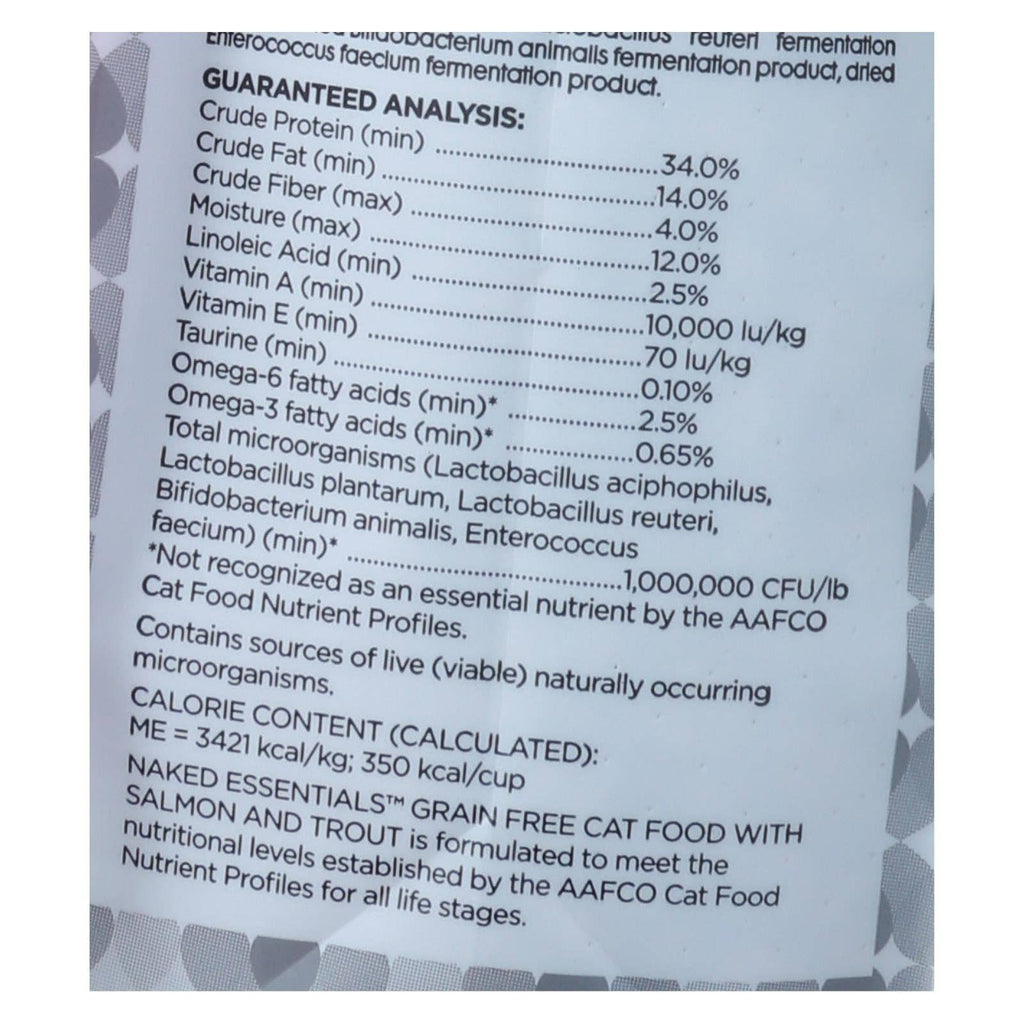 reuteri fermentation
Bifidobacterium animalis fermentation product, dried
Enterococcus faecium fermentation product.
GUARANTEED ANALYSIS:
Crude Protein (min) ..............................34.0%
Crude Fat (min) ....................................14.0%
Crude Fiber (max) ................................4.0%
Moisture (max) .....................................12.0%
Linoleic Acid (min) ...............................2.5%
Vitamin A (min) ....................................10,000 Iu/kg
Vitamin E (min) ....................................70 Iu/kg
Taurine (min) ........................................0.10%
Omega-6 fatty acids (min)* .................2.5%
Omega-3 fatty acids (min)* .................0.65%
Total microorganisms (Lactobacillus aciphophilus,
Lactobacillus plantarum, Lactobacillus reuteri,
Bifidobacterium animalis, Enterococcus
faecium) (min)* ....................................1,000,000 CFU/lb
*Not recognized as an essential nutrient by the AAFCO
Cat Food Nutrient Profiles.
Contains sources of live (viable) naturally occurring
microorganisms.
CALORIE CONTENT (CALCULATED):
ME = 3421 kcal/kg; 350 kcal/cup
NAKED ESSENTIALS™ GRAIN FREE CAT FOOD WITH
SALMON AND TROUT is formulated to meet the
nutritional levels established by the AAFCO Cat Food
Nutrient Profiles for all life stages.